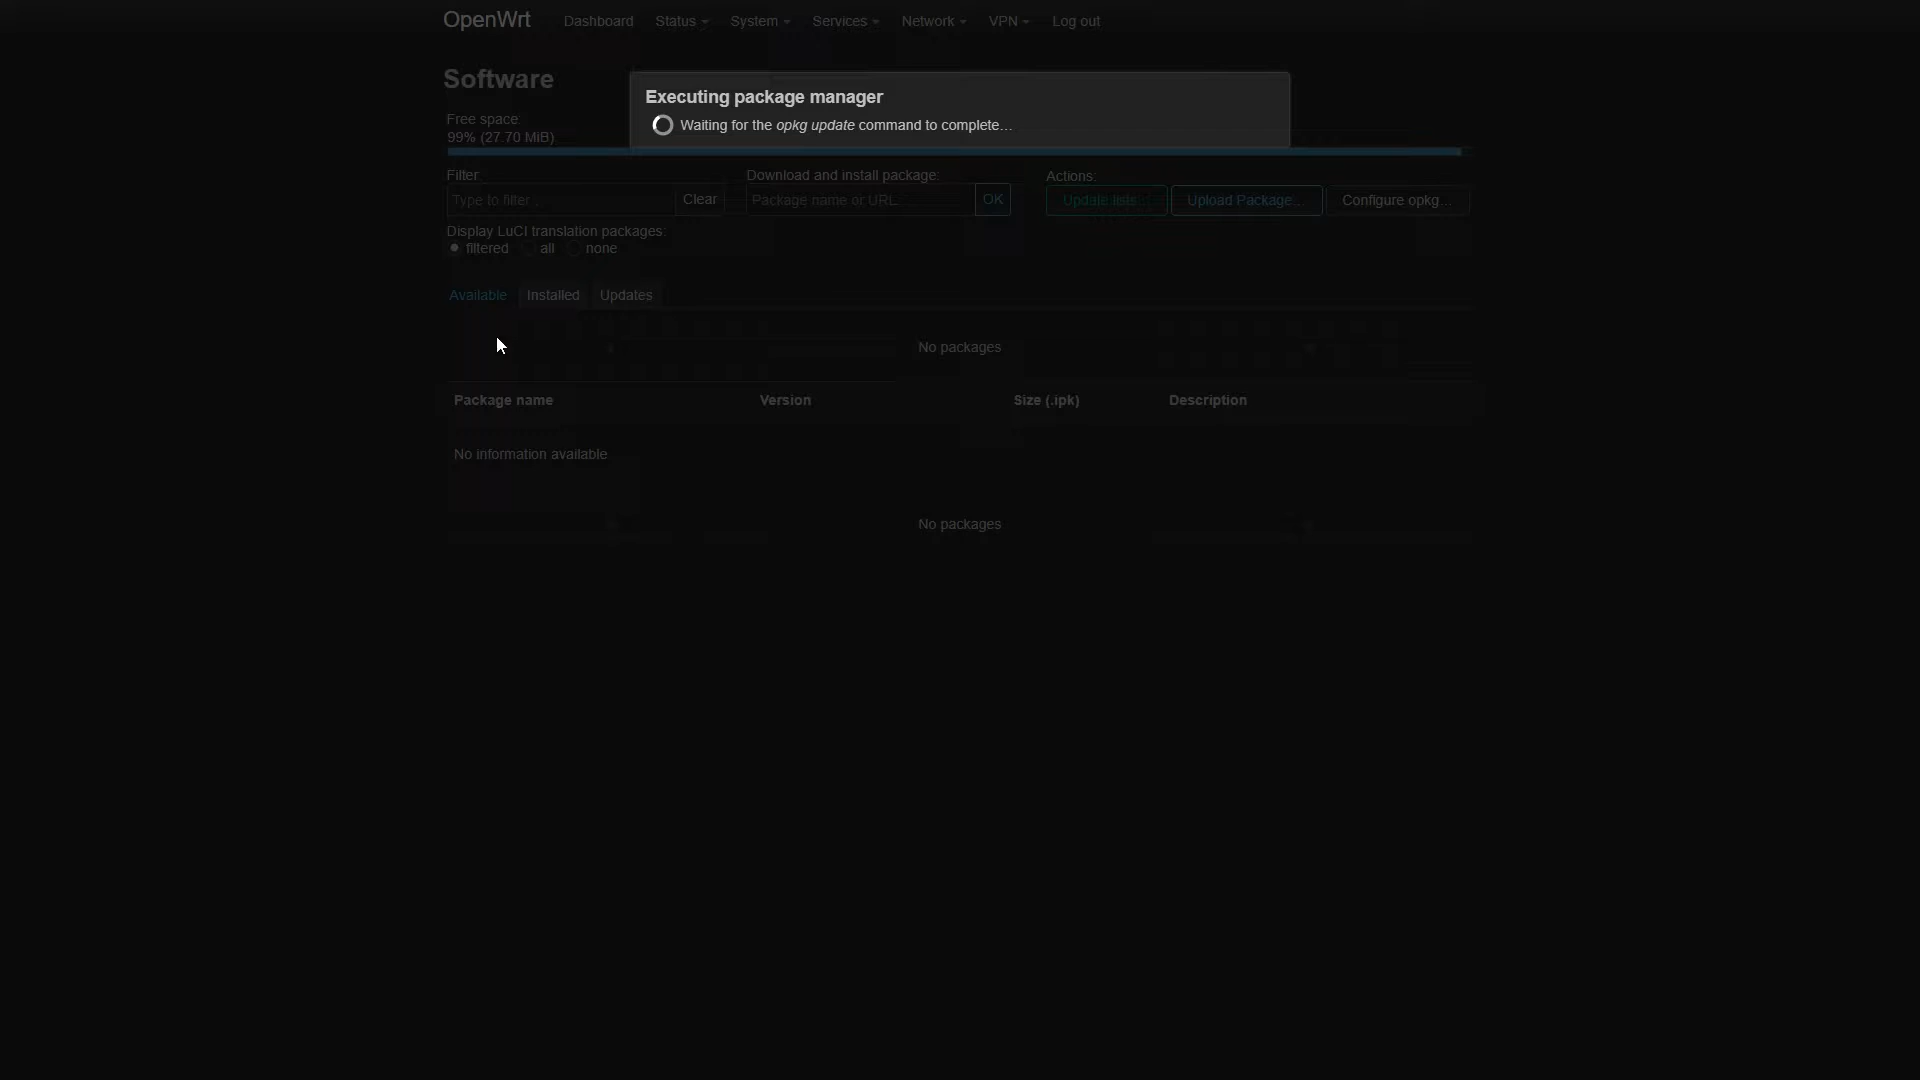 OpenWrt Dashboard Status System Services Network VPN Log out
Software
Executing package manager
Waiting for the opkg update command to complete…
Free space:
99% (27.70 MiB)
Filter: Download and install package: Actions:
Type to filter… Clear Package name or URL… OK Update lists… Upload Package… Configure opkg…
Display LuCI translation packages:
filtered all none
Available Installed Updates
No packages
Package name Version Size (.ipk) Description
No information available
No packages